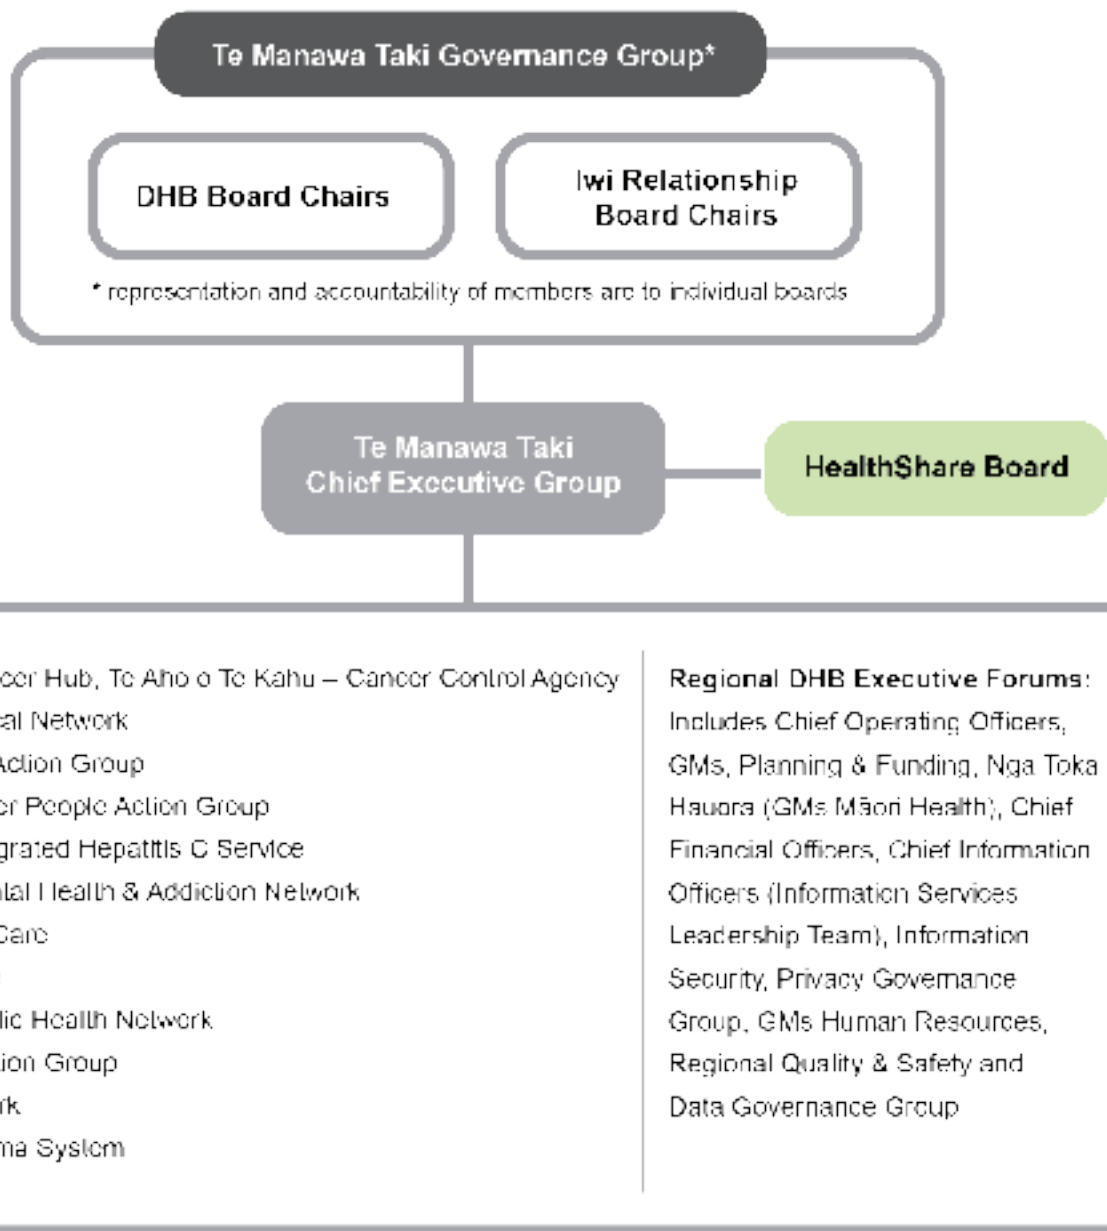 Te Manawa Taki Governance Group*
DHB Board Chairs
Iwi Relationship
Board Chairs
* representation and accountability of members are to individual boards
Te Manawa Taki
Chief Executive Group
HealthShare Board
Hub, Te Aho o Te Kahu – Cancer Control Agency
Network
Action Group
People Action Group
Hepatitis C Service
Health & Addiction Network
Care
Health Network
Group
System
Regional DHB Executive Forums:
Includes Chief Operating Officers,
GMs, Planning & Funding, Nga Toka
Hauora (GMs Māori Health), Chief
Financial Officers, Chief Information
Officers (Information Services
Leadership Team), Information
Security, Privacy Governance
Group, GMs Human Resources,
Regional Quality & Safety and
Data Governance Group